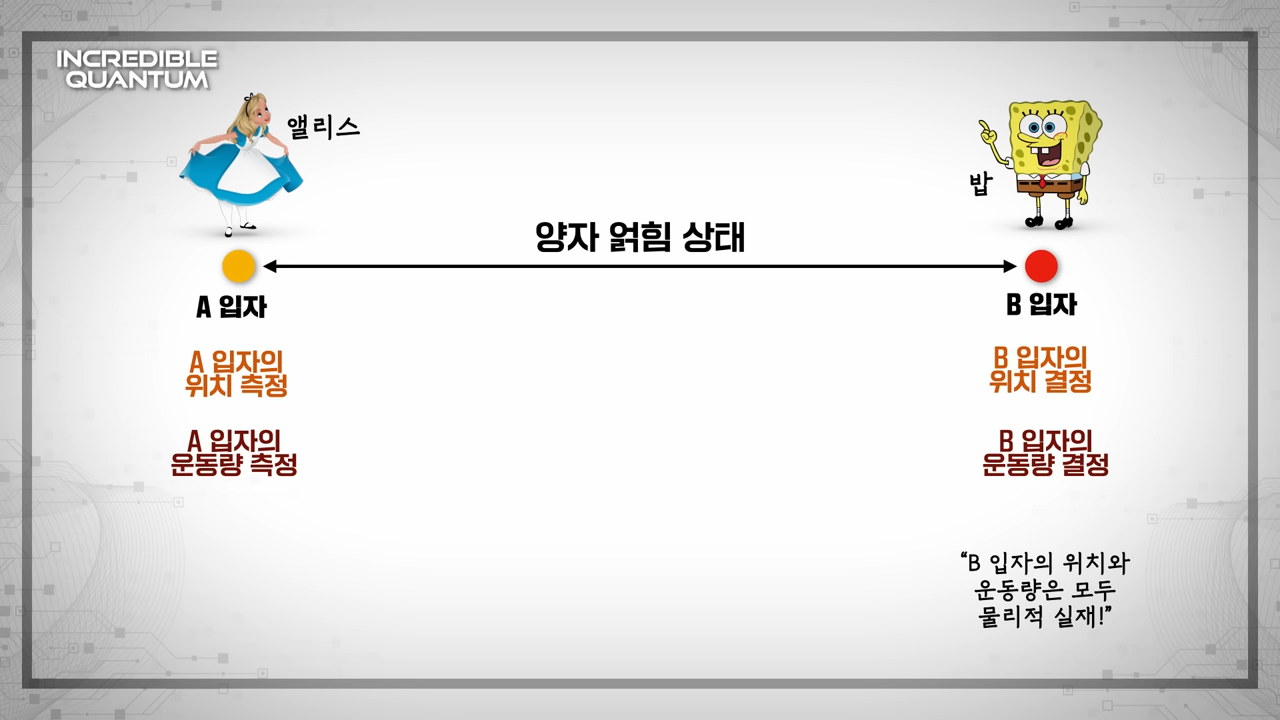 INCREDIBLE
QUANTUM
앨리스
밥
양자 얽힘 상태
A 입자
B 입자
A 입자의
위치 측정
B 입자의
위치 결정
A 입자의
운동량 측정
B 입자의
운동량 결정
“B 입자의 위치와
운동량은 모두
물리적 실재!”